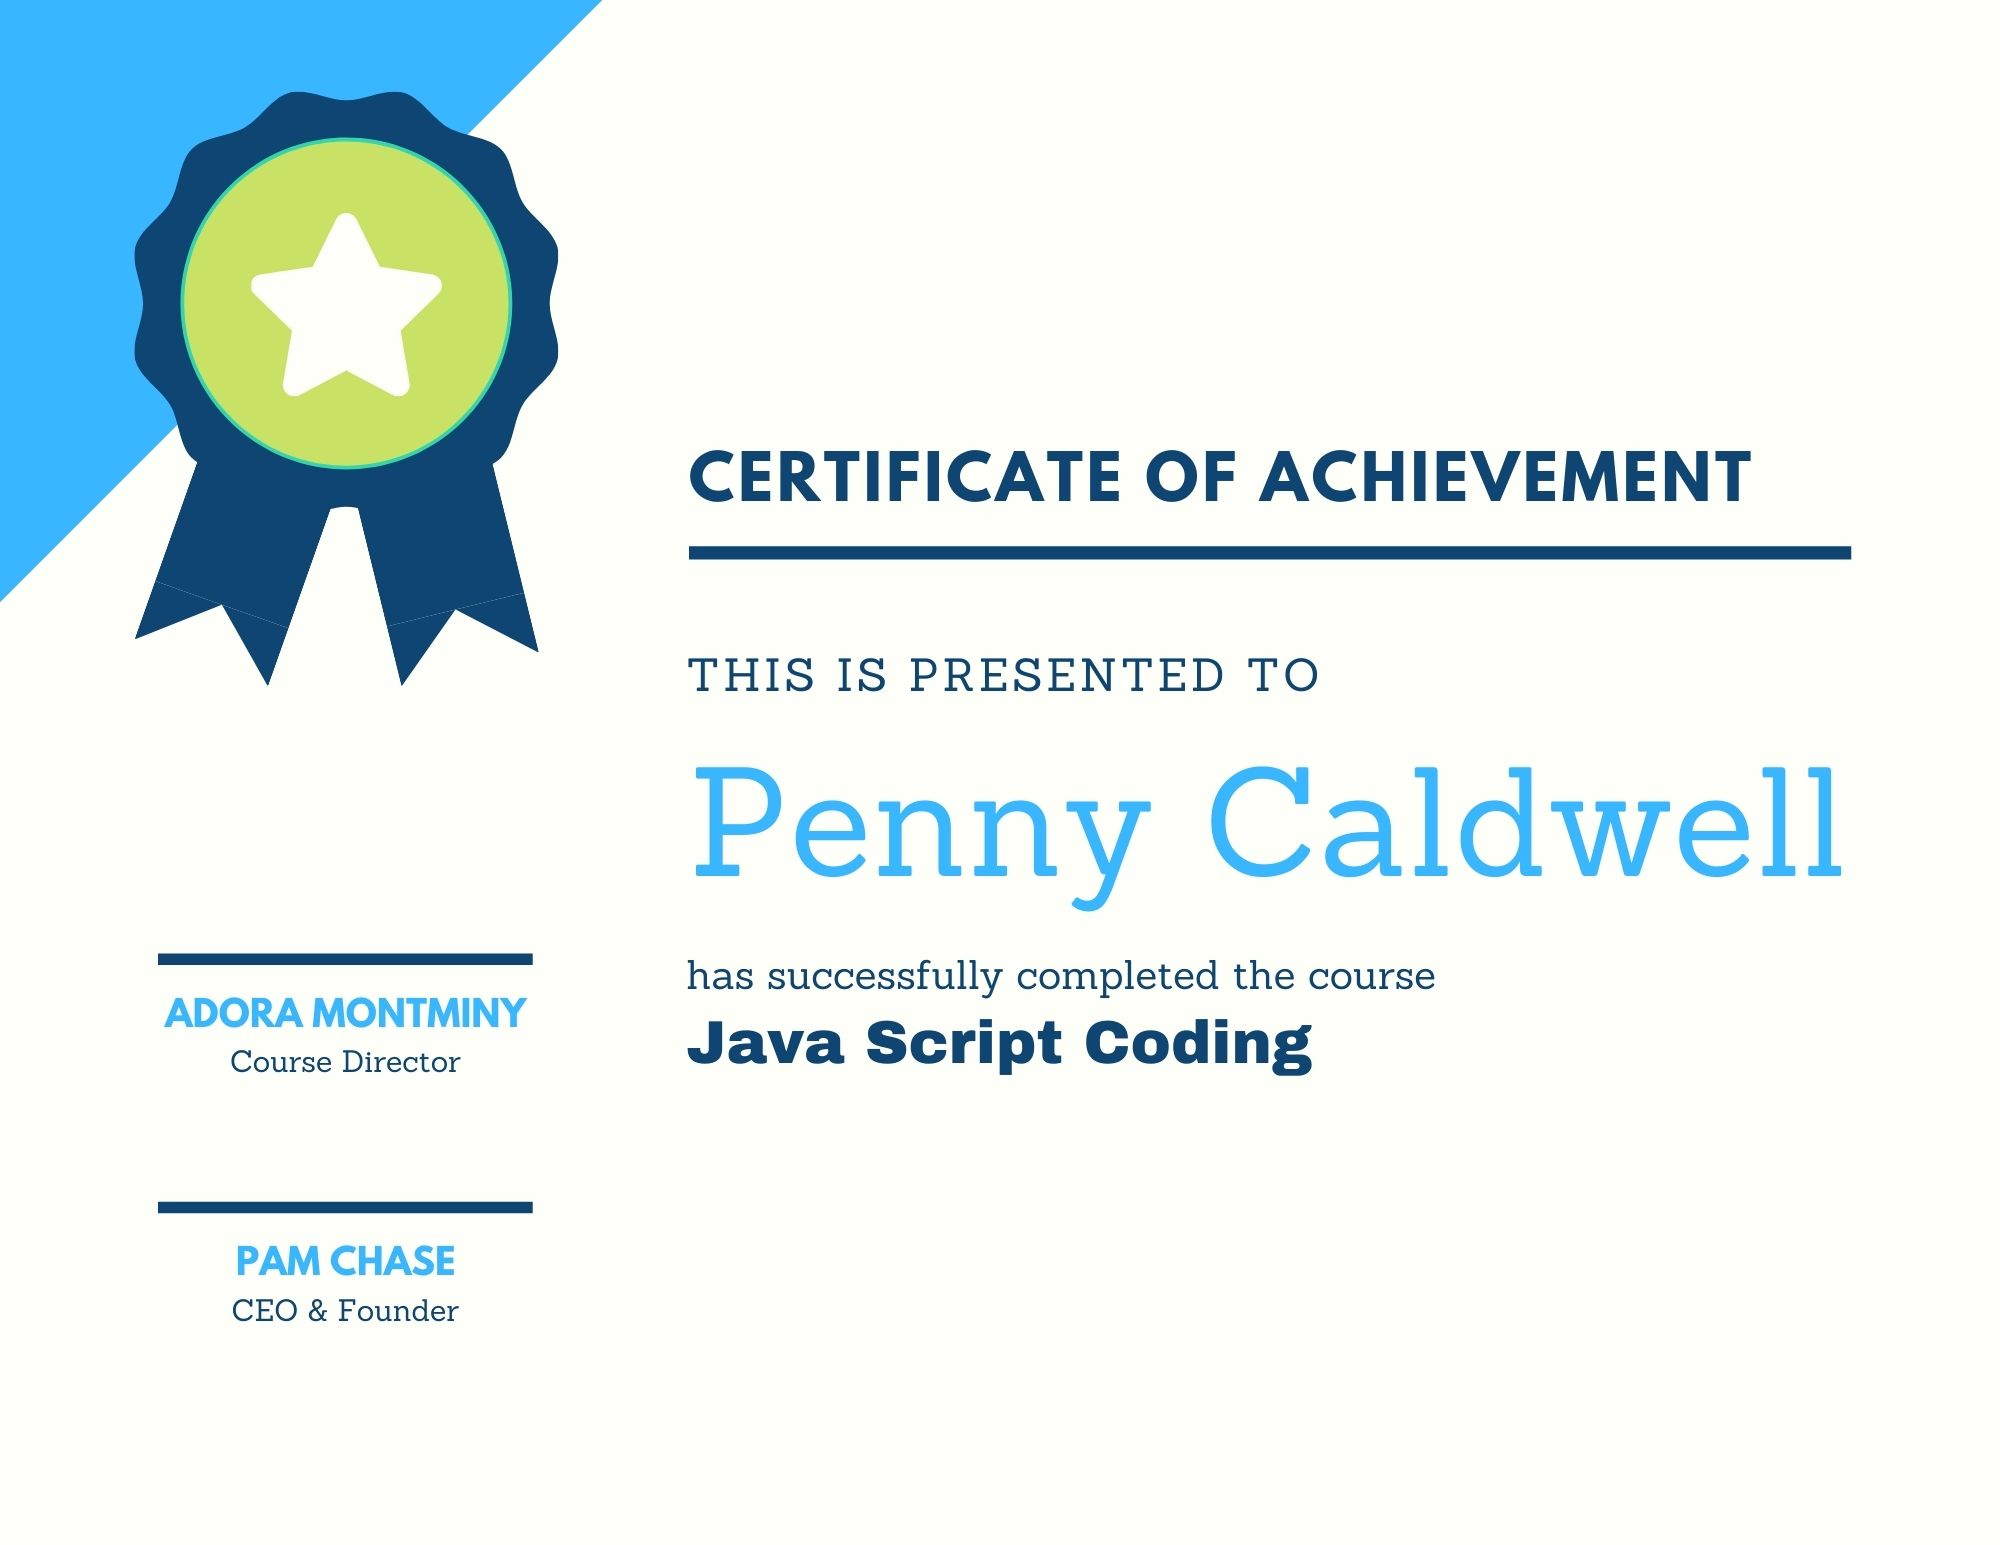 CERTIFICATE OF ACHIEVEMENT
THIS IS PRESENTED TO
Penny Caldwell
has successfully completed the course
Java Script Coding
ADORA MONTMINY
Course Director
PAM CHASE
CEO & Founder